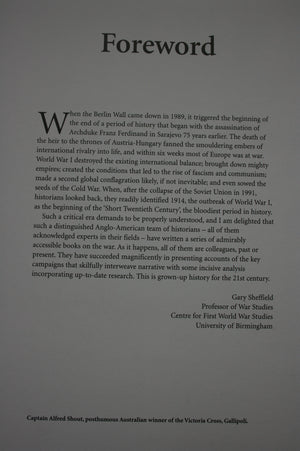 Foreword
When the Berlin Wall came down in 1989, it triggered the beginning of
the end of a period of history that began with the assassination of
Archduke Franz Ferdinand in Sarajevo 75 years earlier. The death of
the heir to the thrones of Austria-Hungary fanned the smouldering embers of
international rivalry into life, and within six weeks most of Europe was at war.
World War I destroyed the existing international balance; brought down mighty
empires; created the conditions that led to the rise of fascism and communism;
made a second global conflagration likely, if not inevitable; and even sowed the
seeds of the Cold War. When, after the collapse of the Soviet Union in 1991,
historians looked back, they readily identified 1914, the outbreak of World War I,
as the beginning of the 'Short Twentieth Century', the bloodiest period in history.
Such a critical era demands to be properly understood, and I am delighted that
such a distinguished Anglo-American team of historians – all of them
acknowledged experts in their fields – have written a series of admirably
accessible books on the war. As it happens, all of them are colleagues, past or
present. They have succeeded magnificently in presenting accounts of the key
campaigns that skilfully interweave narrative with some incisive analysis
incorporating up-to-date research. This is grown-up history for the 21st century.
Gary Sheffield
Professor of War Studies
Centre for First World War Studies
University of Birmingham
Captain Alfred Shout, posthumous Australian winner of the Victoria Cross, Gallipoli.